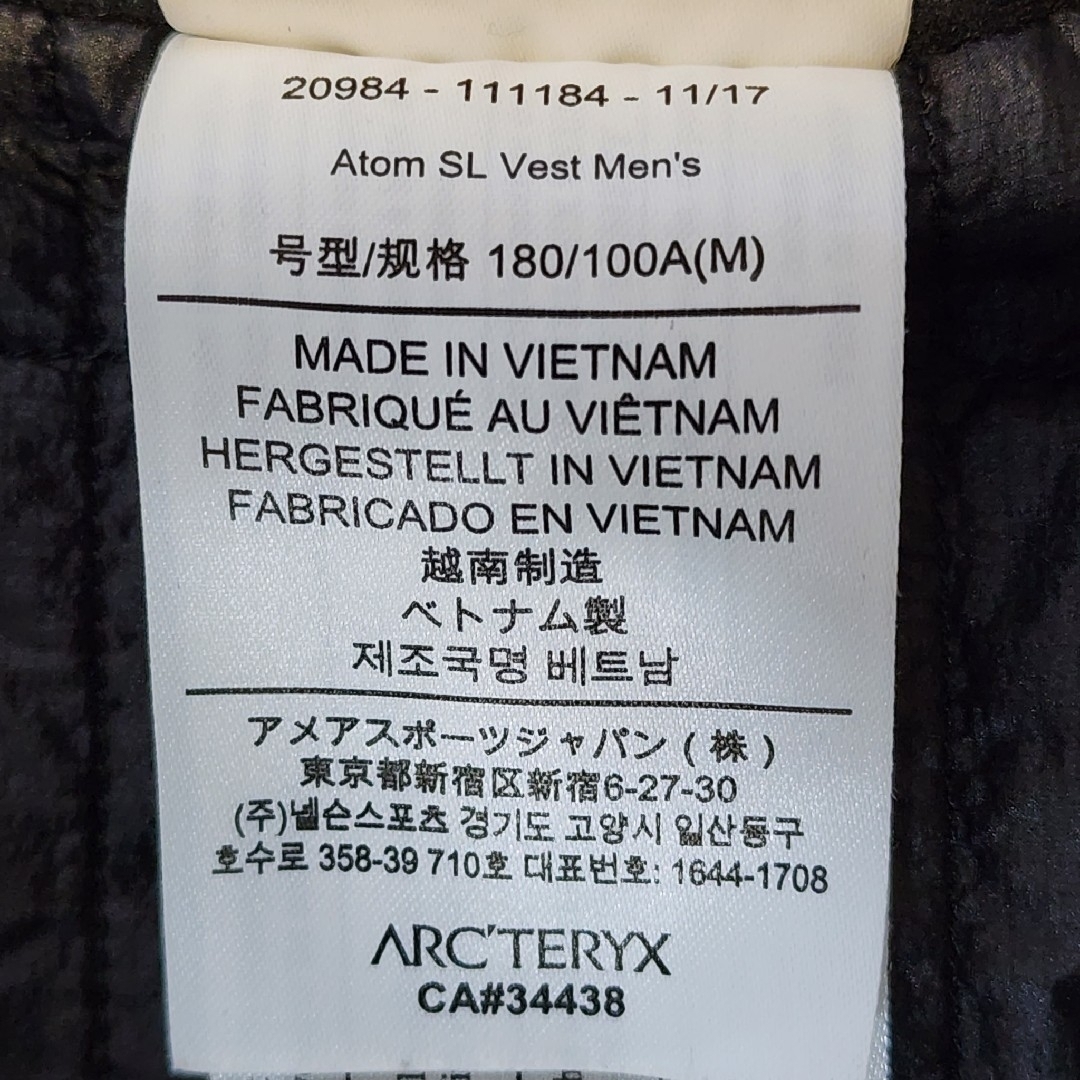 20984 - 111184 - 11/17
Atom SL Vest Men's
号型/规格 180/100A(M)
MADE IN VIETNAM
FABRIQUÉ AU VIÊTNAM
HERGESTELLT IN VIETNAM
FABRICADO EN VIETNAM
越南制造
ベトナム製
제조국명 베트남
アメアスポーツジャパン ( 株 )
東京都新宿区新宿6-27-30
(주)넬슨스포츠 경기도 고양시 일산동구
호수로 358-39 710호 대표번호: 1644-1708
ARC'TERYX
CA#34438